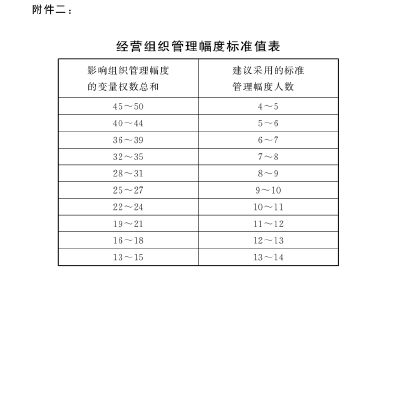 附件二：
经营组织管理幅度标准值表
影响组织管理幅度
的变量权数总和
建议采用的标准
管理幅度人数
45～50 4～5
40～44 5～6
36～39 6～7
32～35 7～8
28～31 8～9
25～27 9～10
22～24 10～11
19～21 11～12
16～18 12～13
13～15 13～14